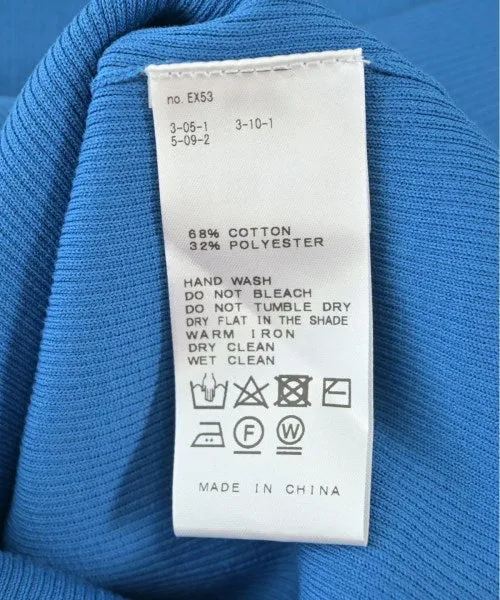 no. EX53
3-05-1 3-10-1
5-09-2
68% COTTON
32% POLYESTER
HAND WASH
DO NOT BLEACH
DO NOT TUMBLE DRY
DRY FLAT IN THE SHADE
WARM IRON
DRY CLEAN
WET CLEAN
F W
MADE IN CHINA